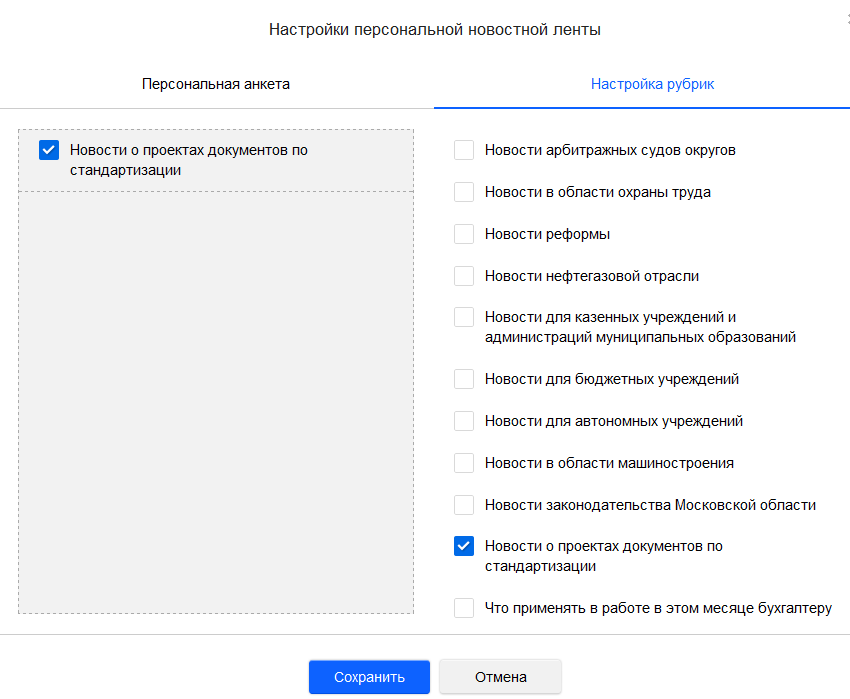 Настройки персональной новостной ленты
Персональная анкета
Настройка рубрик
Новости о проектах документов по
стандартизации
Новости арбитражных судов округов
Новости в области охраны труда
Новости реформы
Новости нефтегазовой отрасли
Новости для казенных учреждений и
администраций муниципальных образований
Новости для бюджетных учреждений
Новости для автономных учреждений
Новости в области машиностроения
Новости законодательства Московской области
Новости о проектах документов по
стандартизации
Что применять в работе в этом месяце бухгалтеру
Сохранить
Отмена